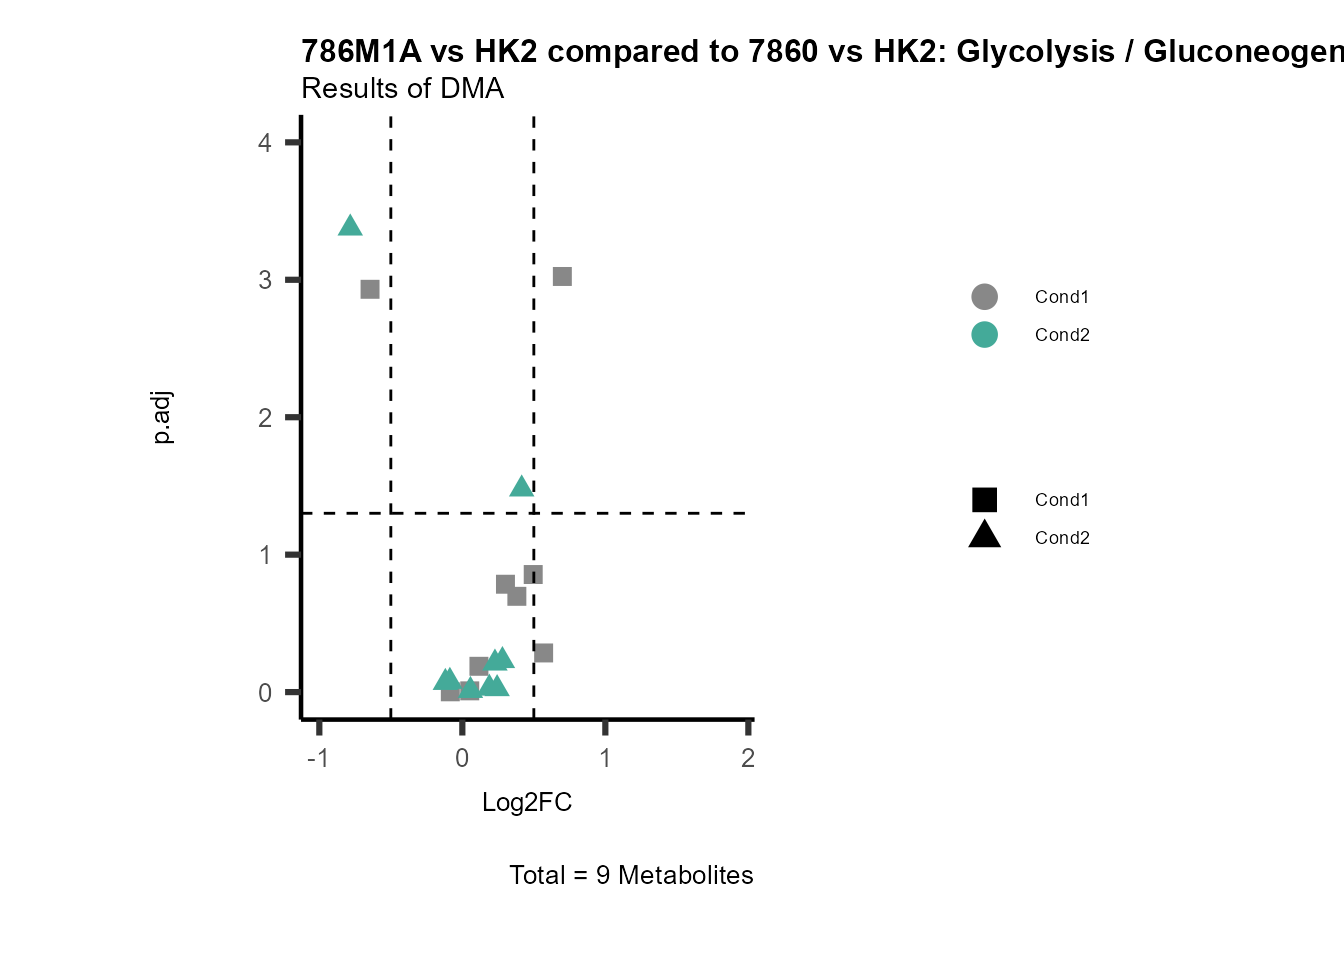 786M1A vs HK2 compared to 7860 vs HK2: Glycolysis / Gluconeogen
Results of DMA
4
3
2
1
0
p.adj
-1 0 1 2
Log2FC
Total = 9 Metabolites
Cond1
Cond2
Cond1
Cond2